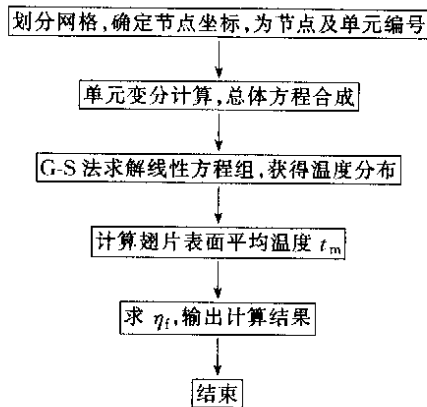 划分网格,确定节点坐标,为节点及单元编号
单元变分计算,总体方程合成
G-S 法求解线性方程组,获得温度分布
计算翅片表面平均温度 tm
求 ηf,输出计算结果
结束